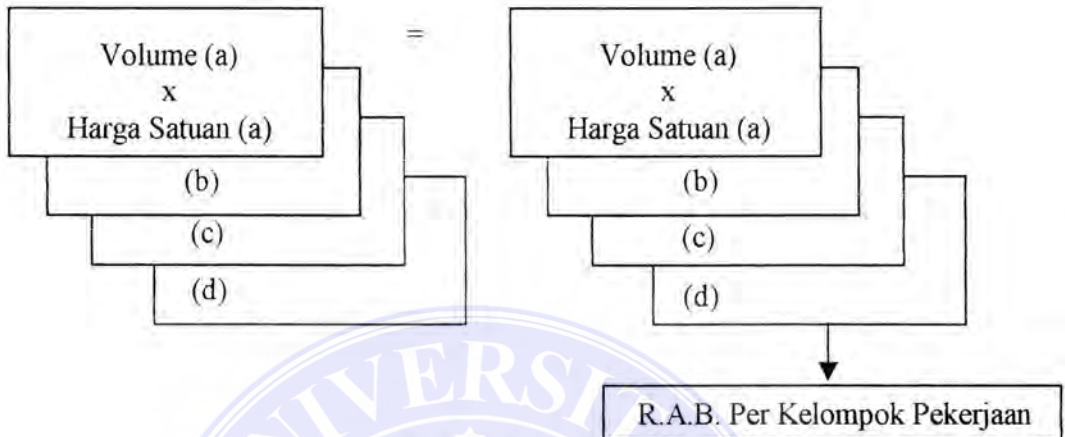 Volume (a)
x
Harga Satuan (a)
(b)
(c)
(d)
=
Volume (a)
x
Harga Satuan (a)
(b)
(c)
(d)
R.A.B. Per Kelompok Pekerjaan